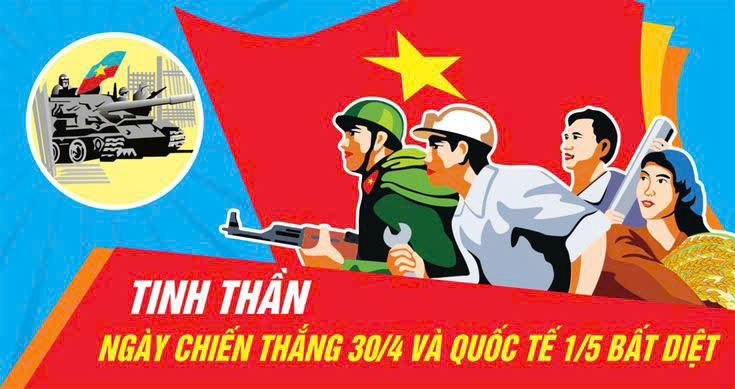 TINH THẦN
NGÀY CHIẾN THẮNG 30/4 VÀ QUỐC TẾ 1/5 BẤT DIỆT